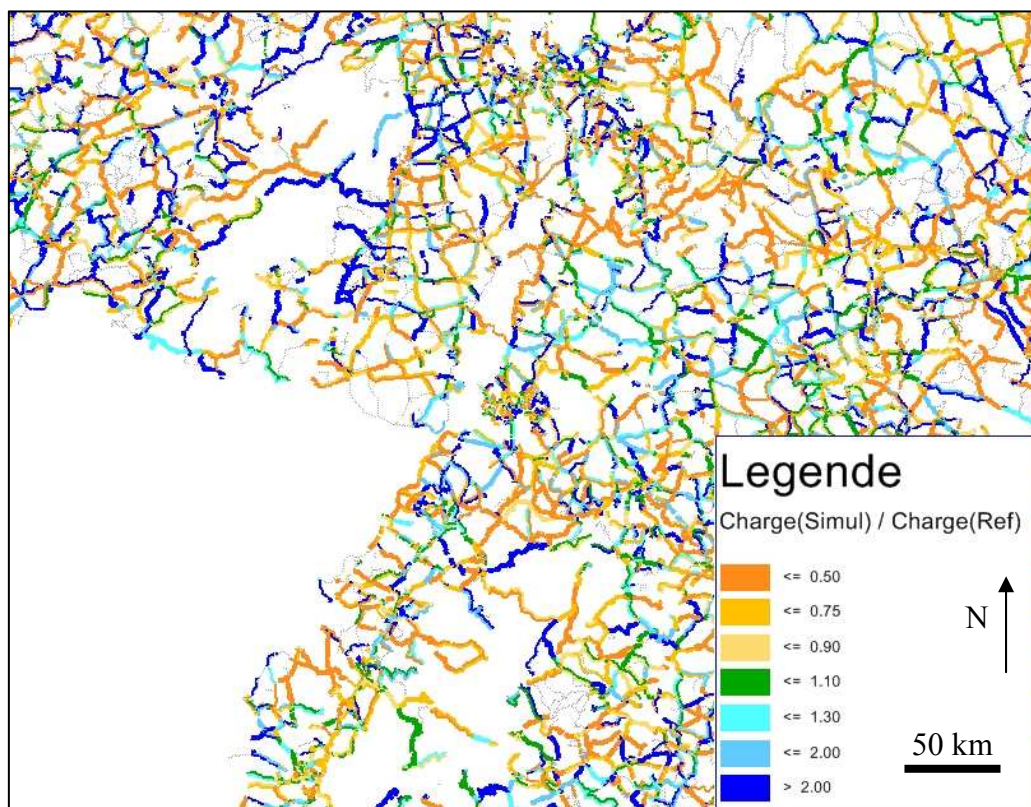 Legende
Charge(Simul) / Charge(Ref)
<= 0.50
<= 0.75
<= 0.90
<= 1.10
<= 1.30
<= 2.00
> 2.00
N
50 km